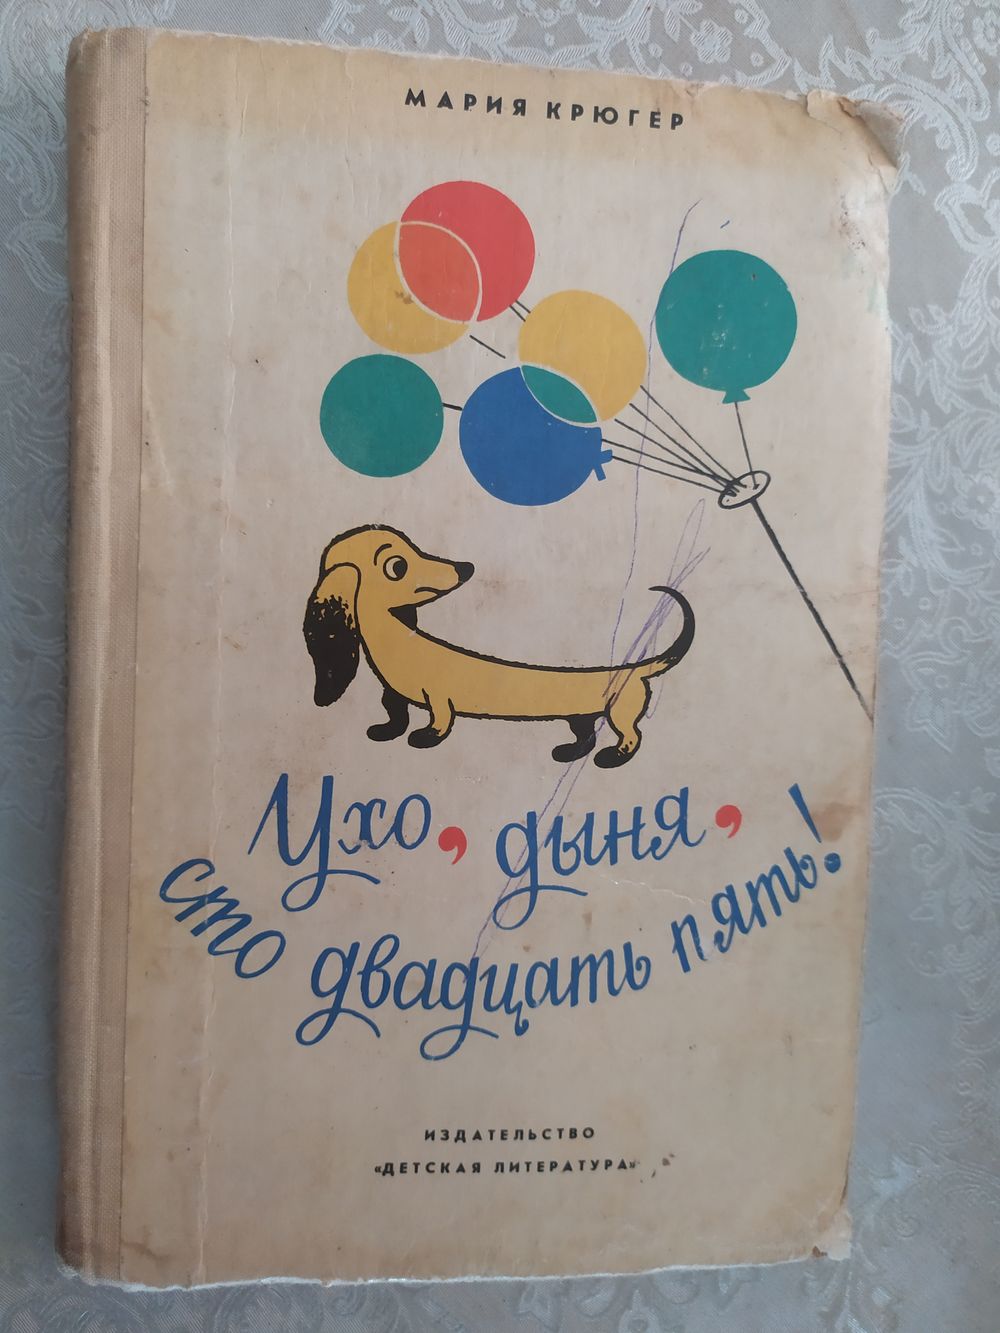 МАРИЯ КРЮГЕР
Ухо, дыня,
сто двадцать пять!
ИЗДАТЕЛЬСТВО
«ДЕТСКАЯ ЛИТЕРАТУРА»